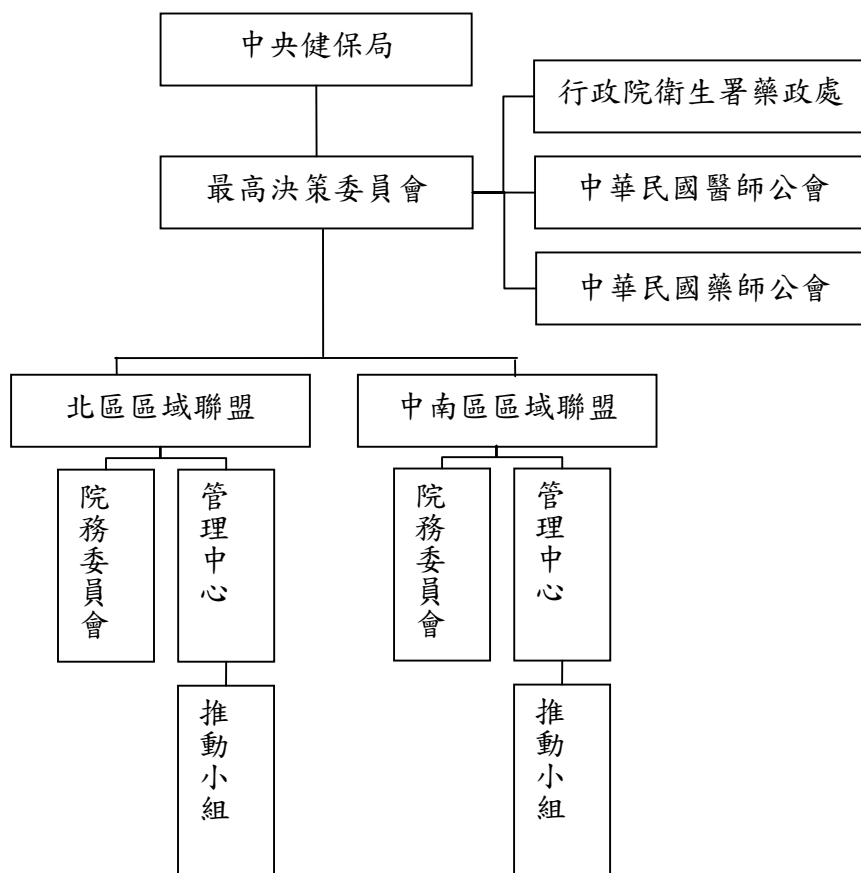 中央健保局
行政院衛生署藥政處
最高決策委員會
中華民國醫師公會
中華民國藥師公會
北區區域聯盟
中南區區域聯盟
院務委員會
管理中心
院務委員會
管理中心
推動小組
推動小組